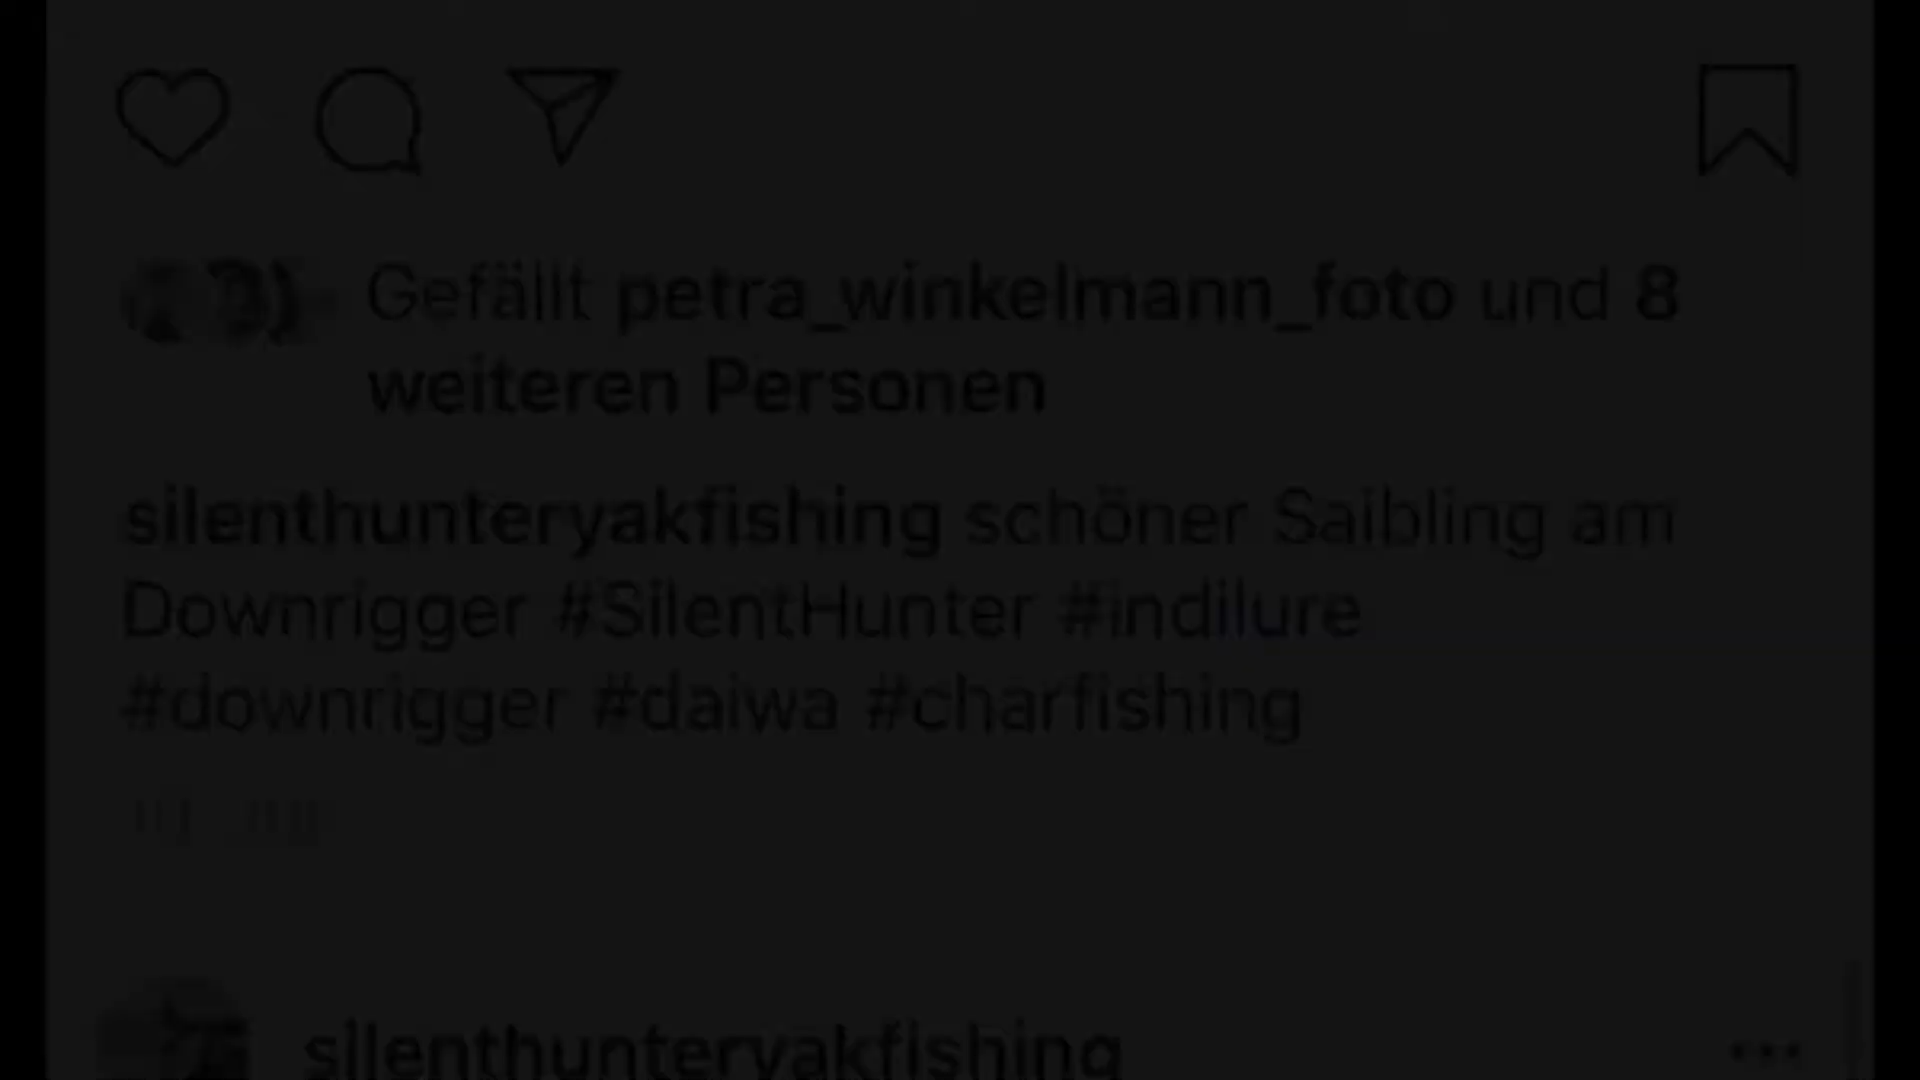 Gefällt petra_winkelmann_foto und 8
weiteren Personen
silenthunteryakfishing schöner Saibling am
Downrigger #SilentHunter #indilure
#downrigger #daiwa #charfishing
silenthunteryakfishing